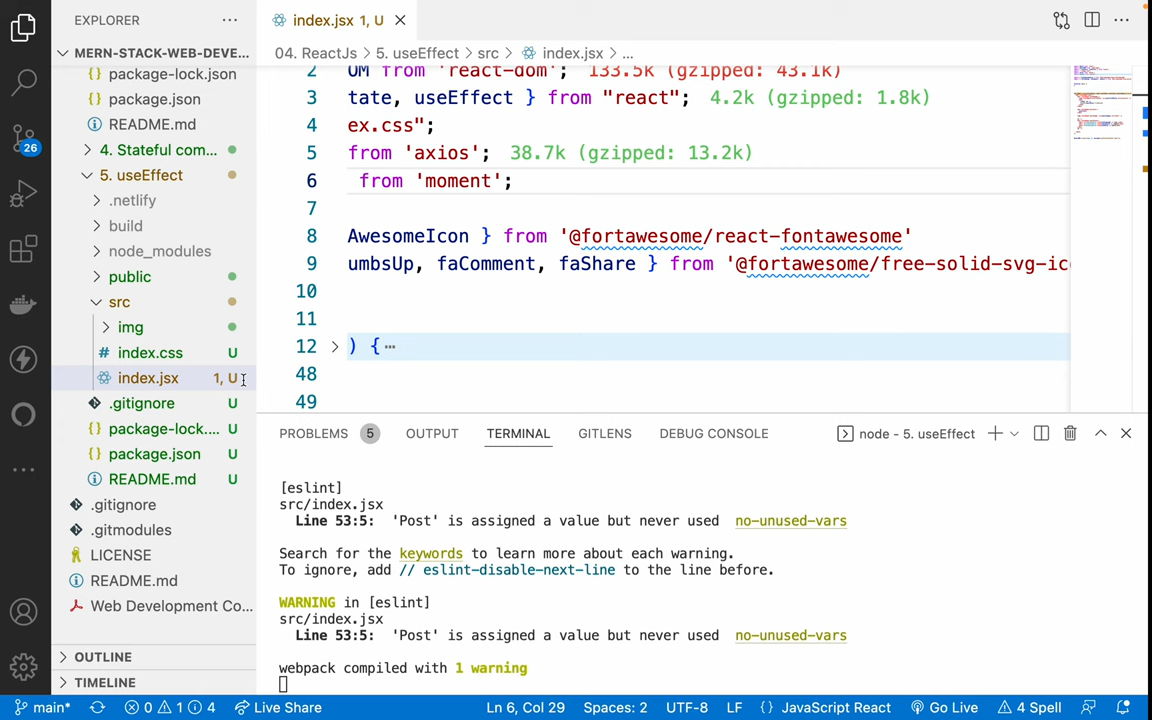 EXPLORER
MERN-STACK-WEB-DEVE...
package-lock.json
package.json
README.md
4. Stateful com...
5. useEffect
.netlify
build
node_modules
public
src
img
index.css U
index.jsx 1, U
.gitignore U
package-lock.... U
package.json U
README.md U
.gitignore
.gitmodules
LICENSE
README.md
Web Development Co...
OUTLINE
TIMELINE
26
index.jsx 1, U
04. ReactJs > 5. useEffect > src > index.jsx > ...
2 OM from 'react-dom'; 133.5k (gzipped: 43.1k)
3 tate, useEffect } from "react"; 4.2k (gzipped: 1.8k)
4 ex.css";
5 from 'axios'; 38.7k (gzipped: 13.2k)
6 from 'moment';
7
8 AwesomeIcon } from '@fortawesome/react-fontawesome'
9 umbsUp, faComment, faShare } from '@fortawesome/free-solid-svg-ic
10
11
12 ) {
48
49
PROBLEMS 5 OUTPUT TERMINAL GITLENS DEBUG CONSOLE node - 5. useEffect
[eslint]
src/index.jsx
Line 53:5: 'Post' is assigned a value but never used no-unused-vars
Search for the keywords to learn more about each warning.
To ignore, add // eslint-disable-next-line to the line before.
WARNING in [eslint]
src/index.jsx
Line 53:5: 'Post' is assigned a value but never used no-unused-vars
webpack compiled with 1 warning
main* 0 1 4 Live Share Ln 6, Col 29 Spaces: 2 UTF-8 LF {} JavaScript React Go Live 4 Spell